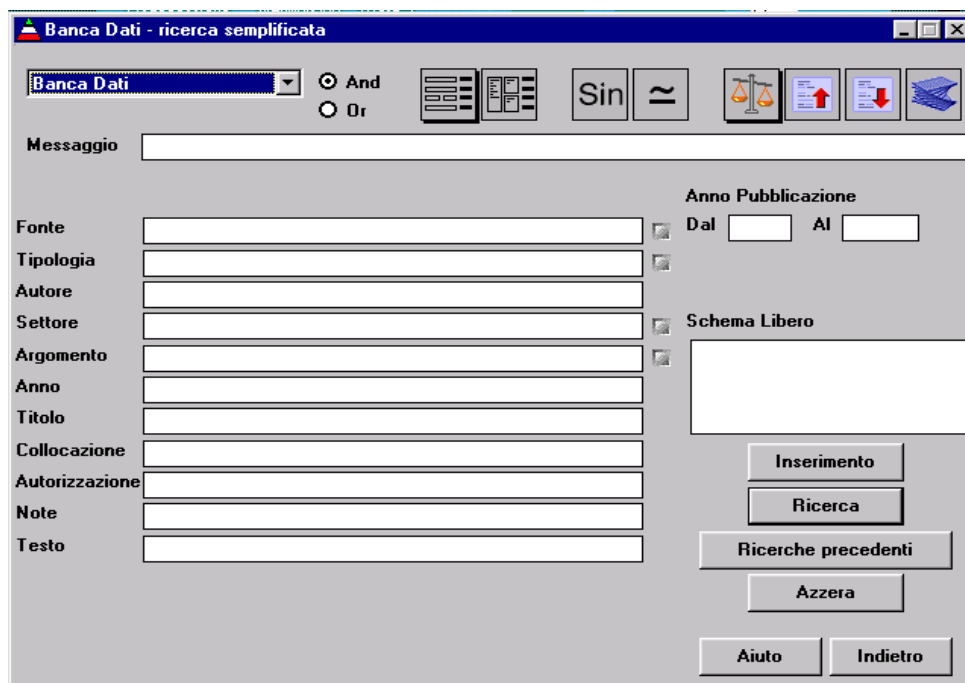 Banca Dati - ricerca semplificata
Banca Dati
And
Or
Sin
Messaggio
Anno Pubblicazione
Dal
Al
Fonte
Tipologia
Autore
Settore
Argomento
Anno
Titolo
Collocazione
Autorizzazione
Note
Testo
Schema Libero
Inserimento
Ricerca
Ricerche precedenti
Azzera
Aiuto
Indietro